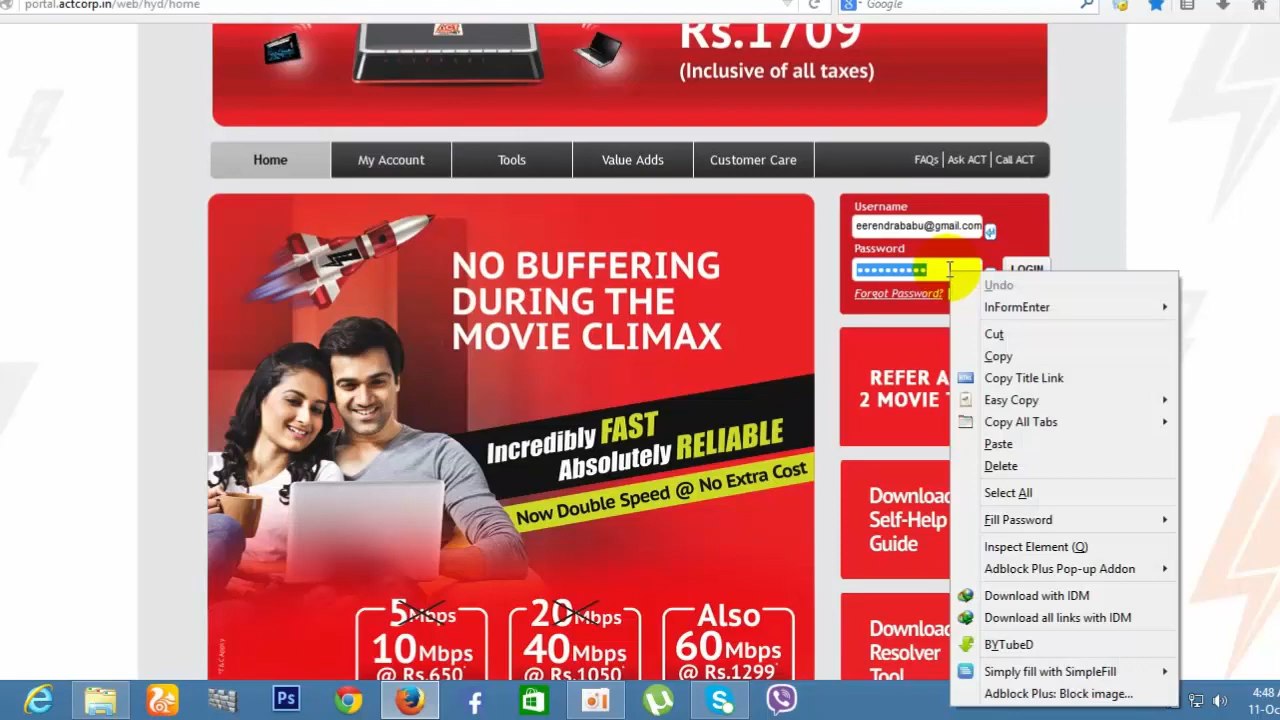 portal.actcorp.in/web/hyd/home
Google
Rs.1709
(Inclusive of all taxes)
Home
My Account
Tools
Value Adds
Customer Care
FAQs
Ask ACT
Call ACT
Username
eerendrababu@gmail.com
Password
LOGIN
Forgot Password?
NO BUFFERING
DURING THE
MOVIE CLIMAX
Incredibly FAST
Absolutely RELIABLE
Now Double Speed @ No Extra Cost
5Mbps
10Mbps
@ Rs.650*
20Mbps
40Mbps
@ Rs.1050*
Also
60Mbps
@ Rs.1299*
*T&C Apply
REFER A
2 MOVIE T
Download
Self-Help
Guide
Download
Resolver
Tool
Undo
InFormEnter
Cut
Copy
Copy Title Link
Easy Copy
Copy All Tabs
Paste
Delete
Select All
Fill Password
Inspect Element (Q)
Adblock Plus Pop-up Addon
Download with IDM
Download all links with IDM
BYTubeD
Simply fill with SimpleFill
Adblock Plus: Block image...
Ps
4:48
11-Oc